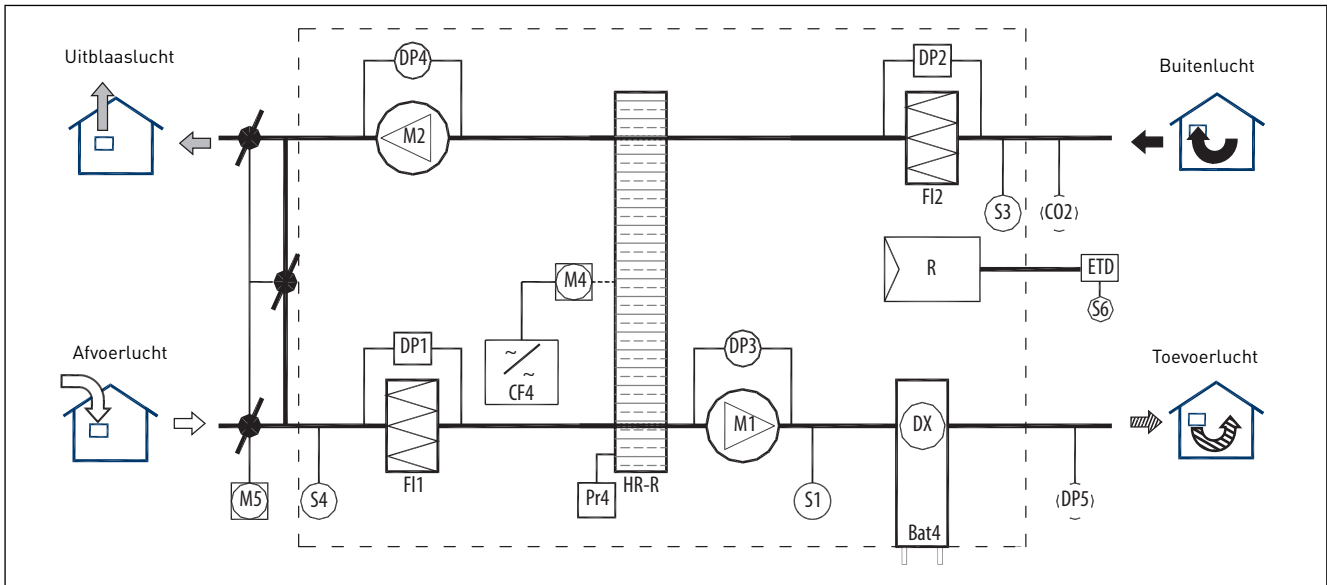 Uitblaaslucht
DP4
DP2
Buitenlucht
M2
FI2
S3
(CO2)
R
ETD
M4
S6
Afvoerlucht
DP1
DP3
Toevoerlucht
~
~
CF4
M1
DX
FI1
HR-R
M5
S4
Pr4
S1
(DP5)
Bat4